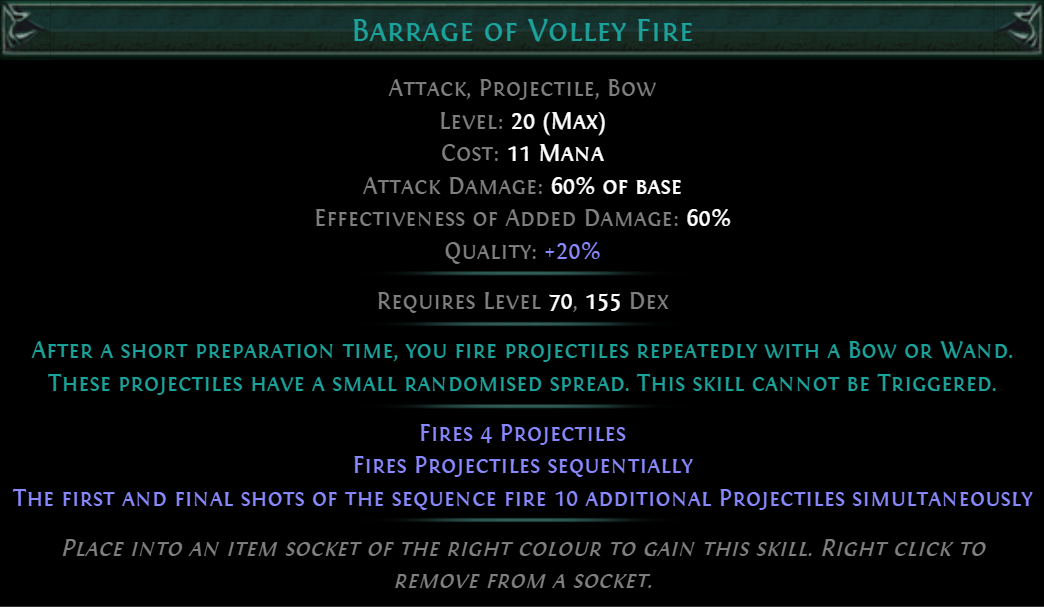 Barrage of Volley Fire
Attack, Projectile, Bow
Level: 20 (Max)
Cost: 11 Mana
Attack Damage: 60% of base
Effectiveness of Added Damage: 60%
Quality: +20%
Requires Level 70, 155 Dex
After a short preparation time, you fire projectiles repeatedly with a Bow or Wand.
These projectiles have a small randomised spread. This skill cannot be Triggered.
Fires 4 Projectiles
Fires Projectiles sequentially
The first and final shots of the sequence fire 10 additional Projectiles simultaneously
Place into an item socket of the right colour to gain this skill. Right click to
remove from a socket.